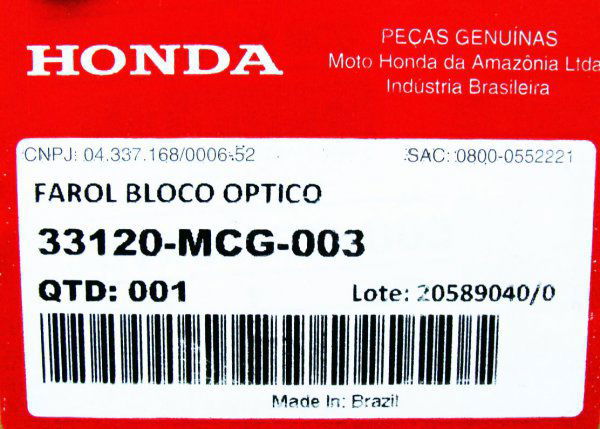 HONDA
PEÇAS GENUÍNAS
Moto Honda da Amazônia Ltda
Indústria Brasileira
CNPJ: 04.337.168/0006-52
SAC: 0800-0552221
FAROL BLOCO OPTICO
33120-MCG-003
QTD: 001
Lote: 20589040/0
Made In: Brazil